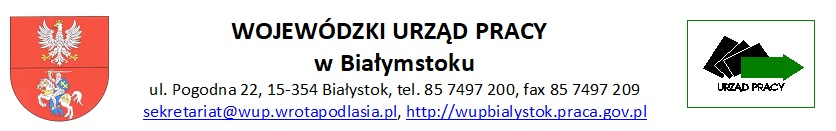 WOJEWÓDZKI URZĄD PRACY
w Białymstoku
ul. Pogodna 22, 15-354 Białystok, tel. 85 7497 200, fax 85 7497 209
sekretariat@wup.wrotapodlasia.pl, http://wupbialystok.praca.gov.pl
URZĄD PRACY